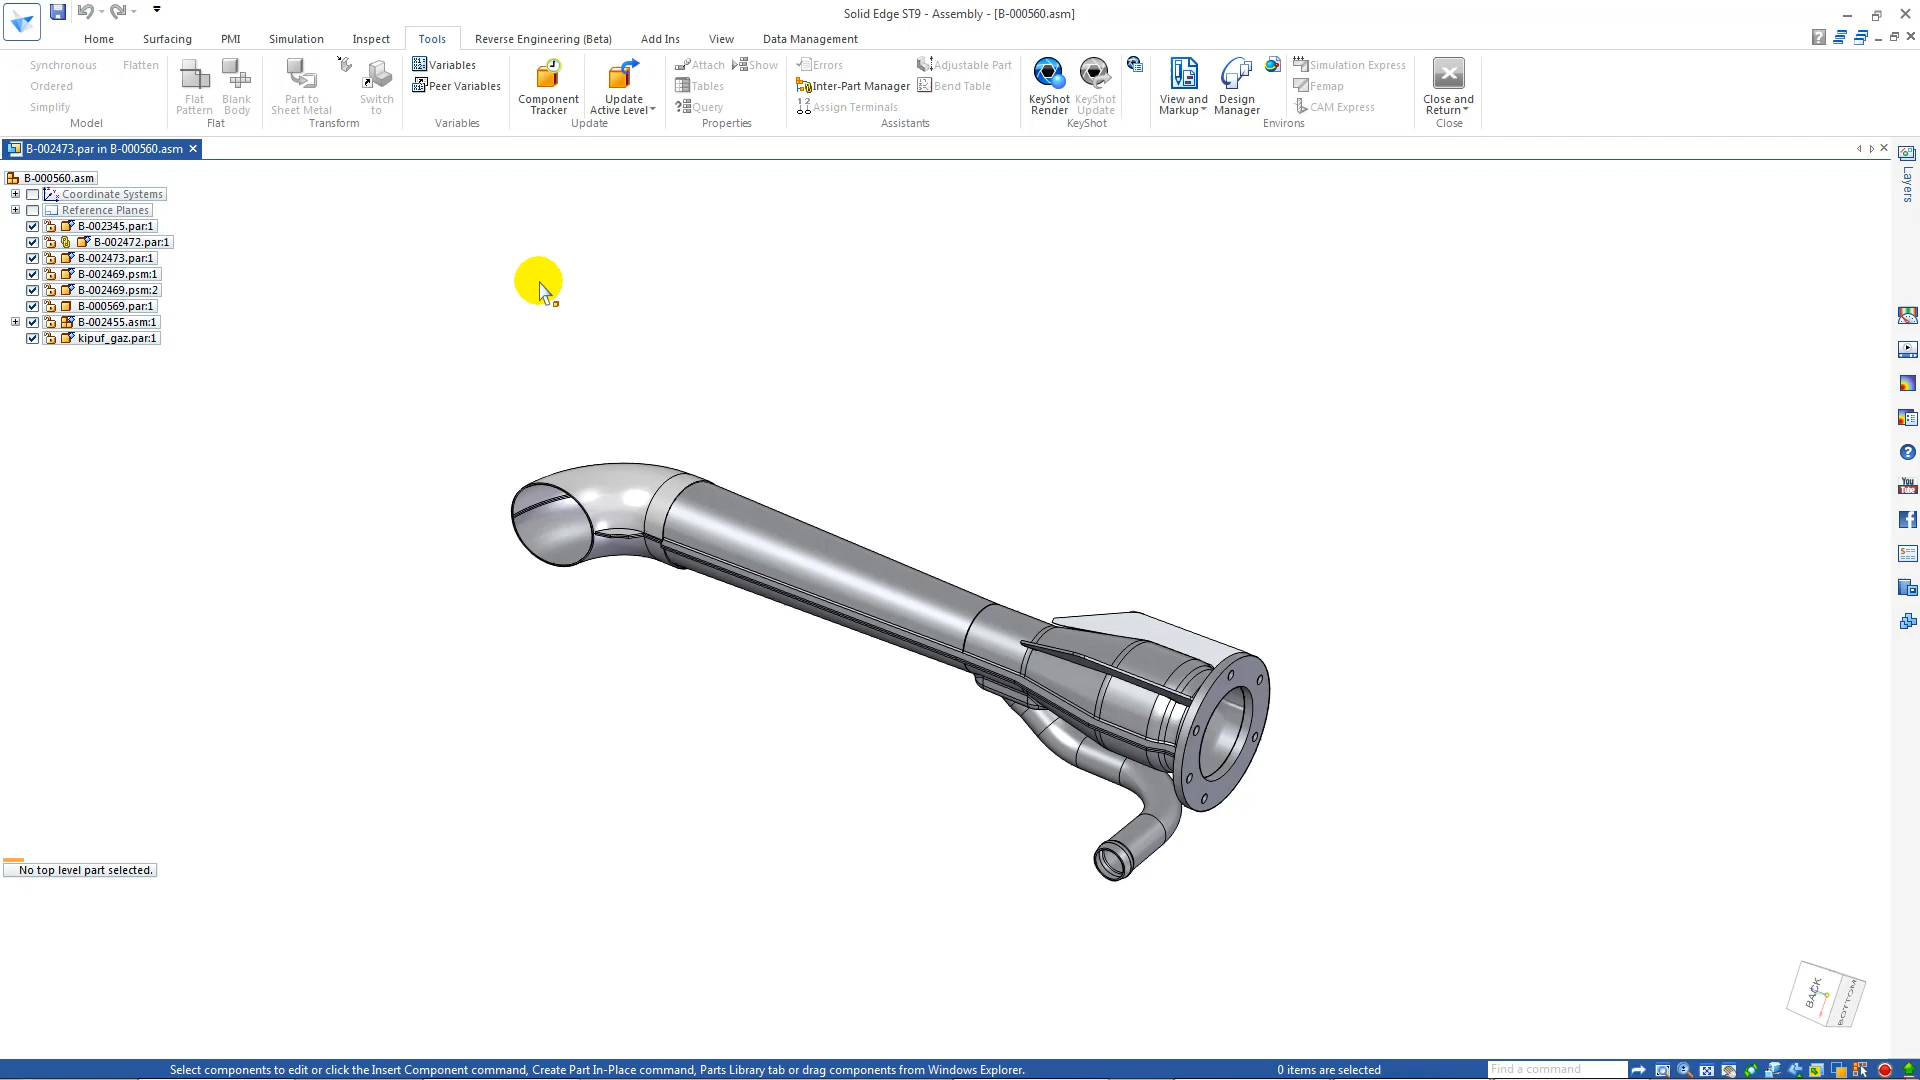 Solid Edge ST9 - Assembly - [B-000560.asm]
Home Surfacing PMI Simulation Inspect Tools Reverse Engineering (Beta) Add Ins View Data Management
Synchronous Flatten
Ordered
Simplify
Model
Flat Pattern
Blank Body
Flat
Part to Sheet Metal
Switch to
Transform
Variables
Peer Variables
Variables
Component Tracker
Update Active Level
Update
Attach Show
Tables
Query
Properties
Errors
Inter-Part Manager
Assign Terminals
Adjustable Part
Bend Table
Assistants
KeyShot Render
KeyShot Update
KeyShot
View and Markup
Design Manager
Simulation Express
Femap
CAM Express
Environs
Close and Return
Close
B-002473.par in B-000560.asm
B-000560.asm
Coordinate Systems
Reference Planes
B-002345.par:1
B-002472.par:1
B-002473.par:1
B-002469.psm:1
B-002469.psm:2
B-000569.par:1
B-002455.asm:1
kipuf_gaz.par:1
Layers
You
Tube
No top level part selected.
BACK
BOTTOM
Select components to edit or click the Insert Component command, Create Part In-Place command, Parts Library tab or drag components from Windows Explorer.
0 items are selected
Find a command